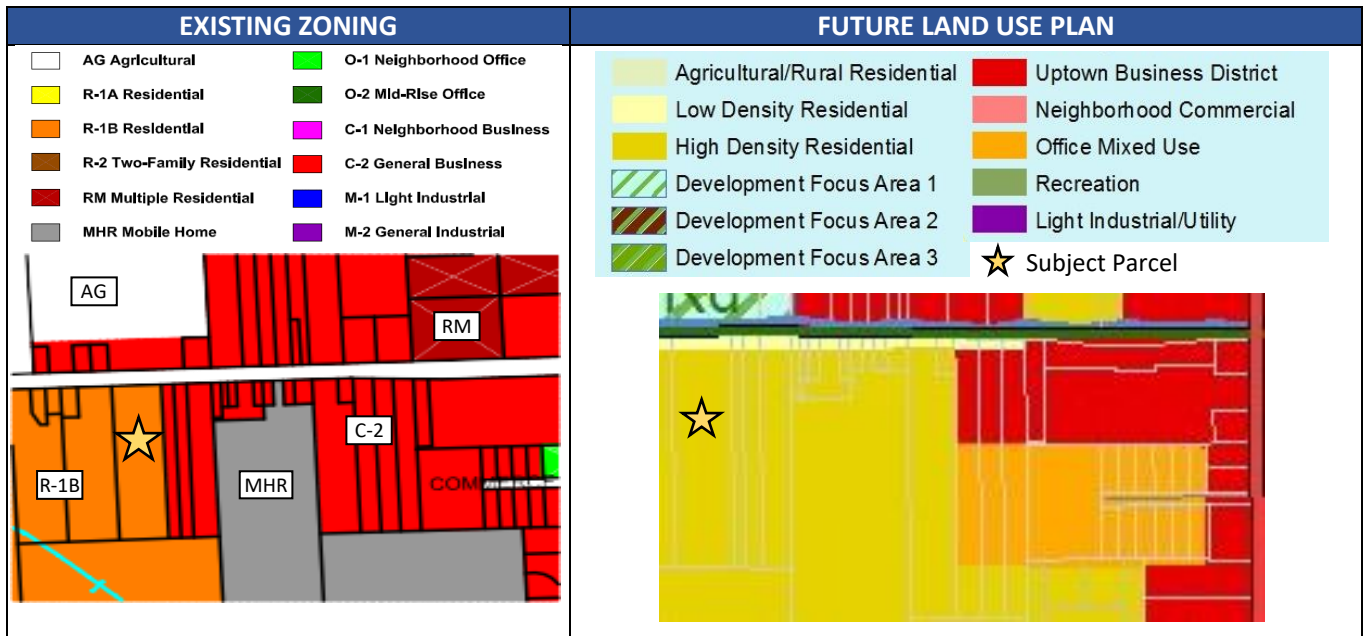 EXISTING ZONING
AG Agricultural
R-1A Residential
R-1B Residential
R-2 Two-Family Residential
RM Multiple Residential
MHR Mobile Home
O-1 Neighborhood Office
O-2 Mid-Rise Office
C-1 Neighborhood Business
C-2 General Business
M-1 Light Industrial
M-2 General Industrial
AG
RM
C-2
R-1B
MHR
FUTURE LAND USE PLAN
Agricultural/Rural Residential
Low Density Residential
High Density Residential
Development Focus Area 1
Development Focus Area 2
Development Focus Area 3
Uptown Business District
Neighborhood Commercial
Office Mixed Use
Recreation
Light Industrial/Utility
Subject Parcel